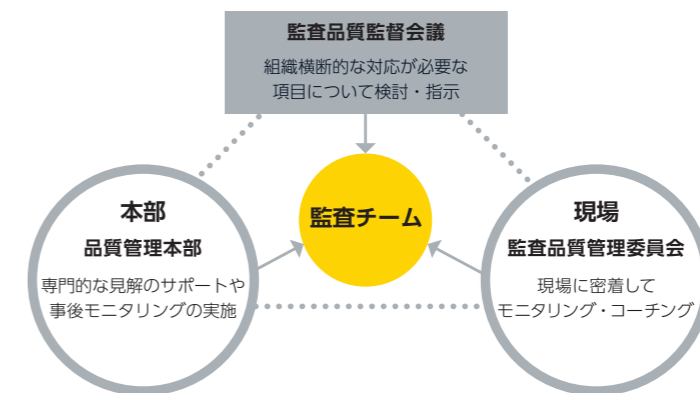 監査品質監督会議
組織横断的な対応が必要な
項目について検討・指示
監査チーム
本部
品質管理本部
専門的な見解のサポートや
事後モニタリングの実施
現場
監査品質管理委員会
現場に密着して
モニタリング・コーチング